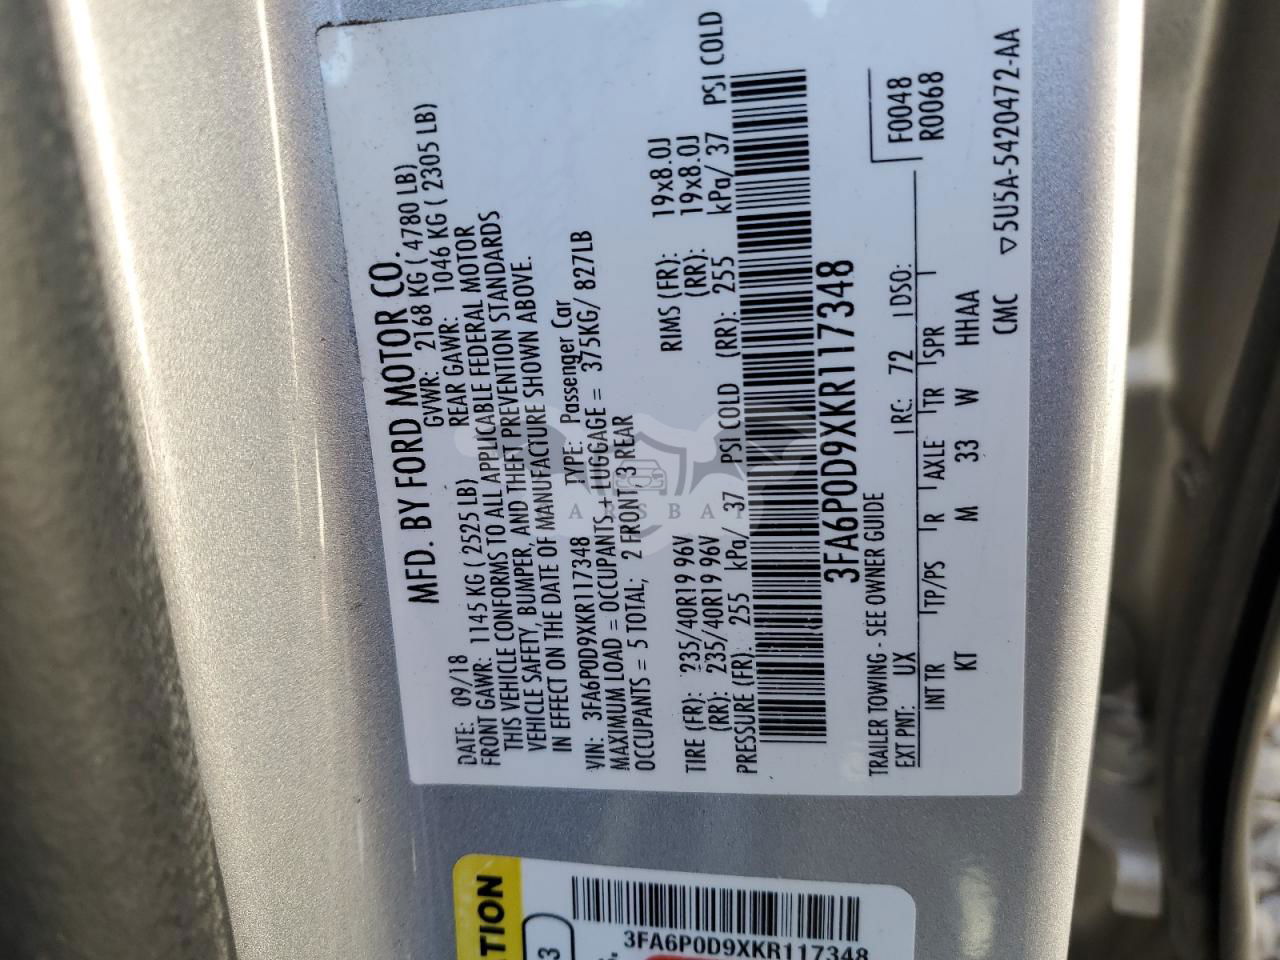 MFD. BY FORD MOTOR CO.
DATE: 09/18 GVWR: 2168 KG ( 4780 LB)
FRONT GAWR: 1145 KG ( 2525 LB) REAR GAWR: 1046 KG ( 2305 LB)
THIS VEHICLE CONFORMS TO ALL APPLICABLE FEDERAL MOTOR
VEHICLE SAFETY, BUMPER, AND THEFT PREVENTION STANDARDS
IN EFFECT ON THE DATE OF MANUFACTURE SHOWN ABOVE.
VIN: 3FA6P0D9XKR117348 TYPE: Passenger Car
MAXIMUM LOAD = OCCUPANTS + LUGGAGE = 375KG/ 827LB
OCCUPANTS = 5 TOTAL; 2 FRONT 3 REAR
TIRE (FR): 235/40R19 96V RIMS (FR): 19x8.0J
(RR): 235/40R19 96V (RR): 19x8.0J
PRESSURE (FR): 255 kPa/ 37 PSI COLD (RR): 255 kPa/ 37 PSI COLD
3FA6P0D9XKR117348
TRAILER TOWING - SEE OWNER GUIDE F0048
EXT PNT: UX RC: 72 DSO: R0068
INT TR TP/PS R AXLE TR SPR
KT M 33 W HHAA
CMC ▽5U5A-5420472-AA
ARSBA
TION
3
3FA6P0D9XKR117348